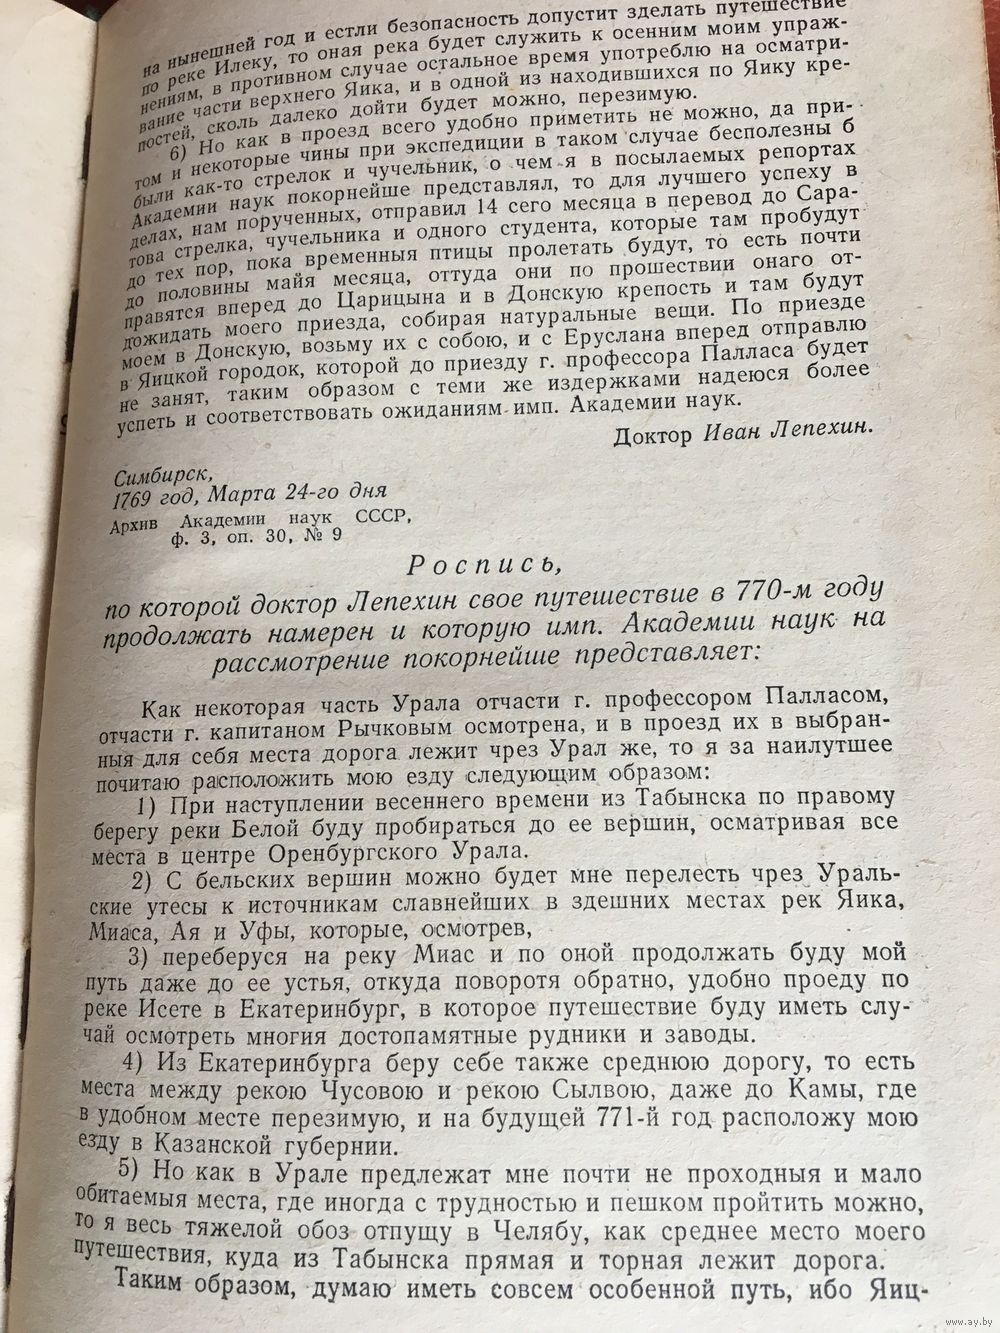 на нынешней год и естли безопасность допустит зделать путешествие
по реке Илеку, то оная река будет служить к осенним моим упраж-
нениям, в противном случае остальное время употреблю на осматри-
вание части верхнего Яика, и в одной из находившихся по Яику кре-
постей, сколь далеко дойти будет можно, перезимую.
6) Но как в проезд всего удобно приметить не можно, да при-
том и некоторые чины при экспедиции в таком случае бесполезны б
были как-то стрелок и чучельник, о чем я в посылаемых репортах
Академии наук покорнейше представлял, то для лучшего успеху в
делах, нам порученных, отправил 14 сего месяца в перевод до Сара-
това стрелка, чучельника и одного студента, которые там пробудут
до тех пор, пока временныя птицы пролетать будут, то есть почти
до половины майя месяца, оттуда они по прошествии онаго от-
правятся вперед до Царицына и в Донскую крепость и там будут
дожидать моего приезда, собирая натуральные вещи. По приезде
моем в Донскую, возьму их с собою, и с Еруслана вперед отправлю
в Яицкой городок, которой до приезду г. профессора Палласа будет
не занят, таким образом с теми же издержками надеюся более
успеть и соответствовать ожиданиям имп. Академии наук.
Доктор Иван Лепехин.
Симбирск,
1769 год, Марта 24-го дня
Архив Академии наук СССР,
ф. 3, оп. 30, № 9
Роспись,
по которой доктор Лепехин свое путешествие в 770-м году
продолжать намерен и которую имп. Академии наук на
рассмотрение покорнейше представляет:
Как некоторая часть Урала отчасти г. профессором Палласом,
отчасти г. капитаном Рычковым осмотрена, и в проезд их в выбран-
ныя для себя места дорога лежит чрез Урал же, то я за наилутшее
почитаю расположить мою езду следующим образом:
1) При наступлении весеннего времени из Табынска по правому
берегу реки Белой буду пробираться до ее вершин, осматривая все
места в центре Оренбургского Урала.
2) С бельских вершин можно будет мне перелесть чрез Ураль-
ские утесы к источникам славнейших в здешних местах рек Яика,
Миаса, Ая и Уфы, которые, осмотрев,
3) переберуся на реку Миас и по оной продолжать буду мой
путь даже до ее устья, откуда поворотя обратно, удобно проеду по
реке Исете в Екатеринбург, в которое путешествие буду иметь слу-
чай осмотреть многия достопамятные рудники и заводы.
4) Из Екатеринбурга беру себе также среднюю дорогу, то есть
места между рекою Чусовою и рекою Сылвою, даже до Камы, где
в удобном месте перезимую, и на будущей 771-й год расположу мою
езду в Казанской губернии.
5) Но как в Урале предлежат мне почти не проходныя и мало
обитаемыя места, где иногда с трудностью и пешком пройтить можно,
то я весь тяжелой обоз отпущу в Челябу, как среднее место моего
путешествия, куда из Табынска прямая и торная лежит дорога.
Таким образом, думаю иметь совсем особенной путь, ибо Яиц-
www.ay.by